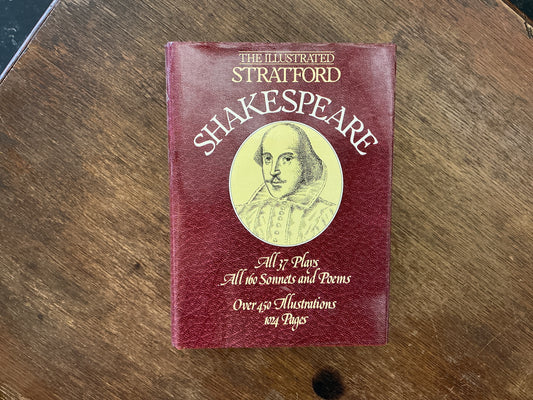 THE ILLUSTRATED
STRATFORD
SHAKESPEARE
All 37 Plays
All 160 Sonnets and Poems
Over 450 Illustrations
1024 Pages